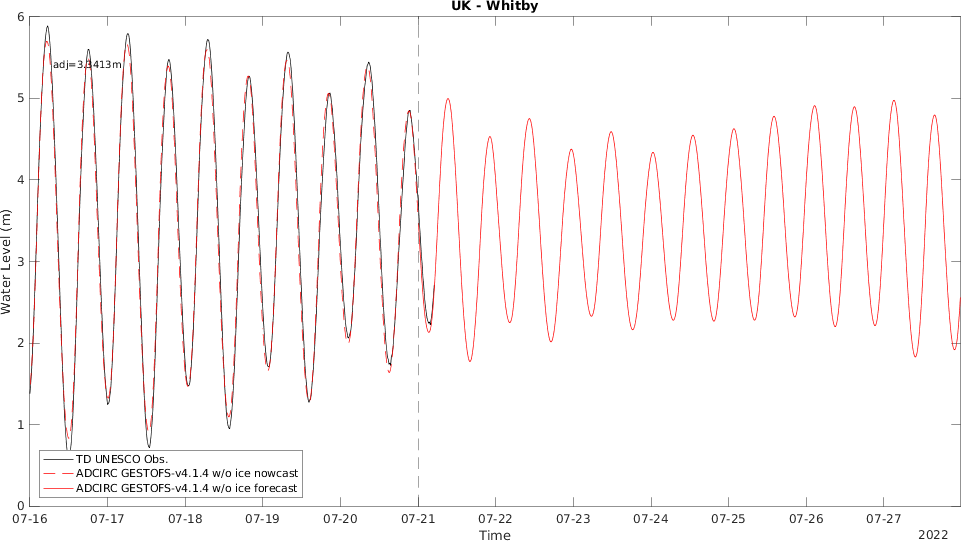 UK - Whitby
6
5
4
3
2
1
0
Water Level (m)
adj=3.3413m
TD UNESCO Obs.
ADCIRC GESTOFS-v4.1.4 w/o ice nowcast
ADCIRC GESTOFS-v4.1.4 w/o ice forecast
07-16 07-17 07-18 07-19 07-20 07-21 07-22 07-23 07-24 07-25 07-26 07-27
Time
2022